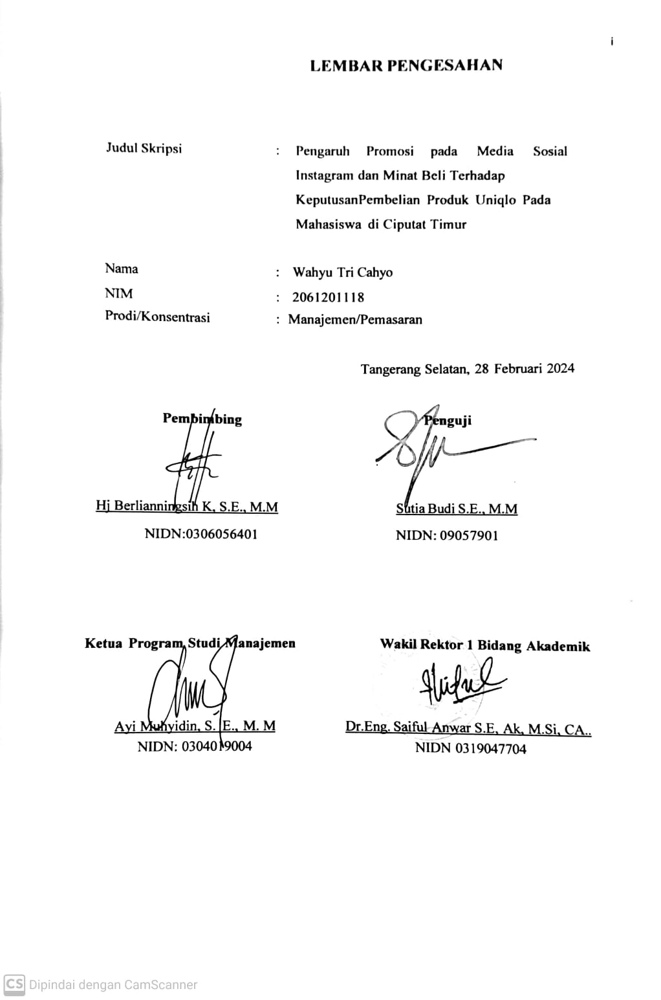 i
LEMBAR PENGESAHAN
Judul Skripsi : Pengaruh Promosi pada Media Sosial
Instagram dan Minat Beli Terhadap
KeputusanPembelian Produk Uniqlo Pada
Mahasiswa di Ciputat Timur
Nama : Wahyu Tri Cahyo
NIM : 2061201118
Prodi/Konsentrasi : Manajemen/Pemasaran
Tangerang Selatan, 28 Februari 2024
Pembimbing Penguji
Hj Berlianningsih K, S.E., M.M Sutia Budi S.E., M.M
NIDN:0306056401 NIDN: 09057901
Ketua Program Studi Manajemen Wakil Rektor 1 Bidang Akademik
Ayi Muhyidin, S. E., M. M Dr.Eng. Saiful Anwar S.E, Ak, M.Si, CA..
NIDN: 0304019004 NIDN 0319047704
CS Dipindai dengan CamScanner